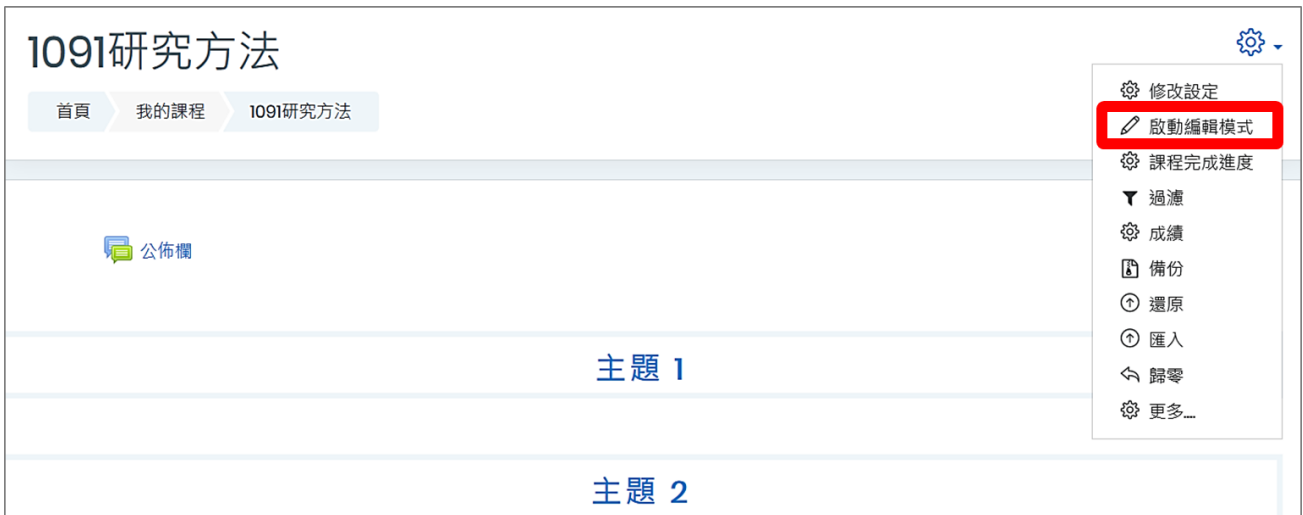 1091研究方法
首頁 我的課程 1091研究方法
修改設定
啟動編輯模式
課程完成進度
過濾
成績
備份
還原
匯入
歸零
更多...
公佈欄
主題 1
主題 2